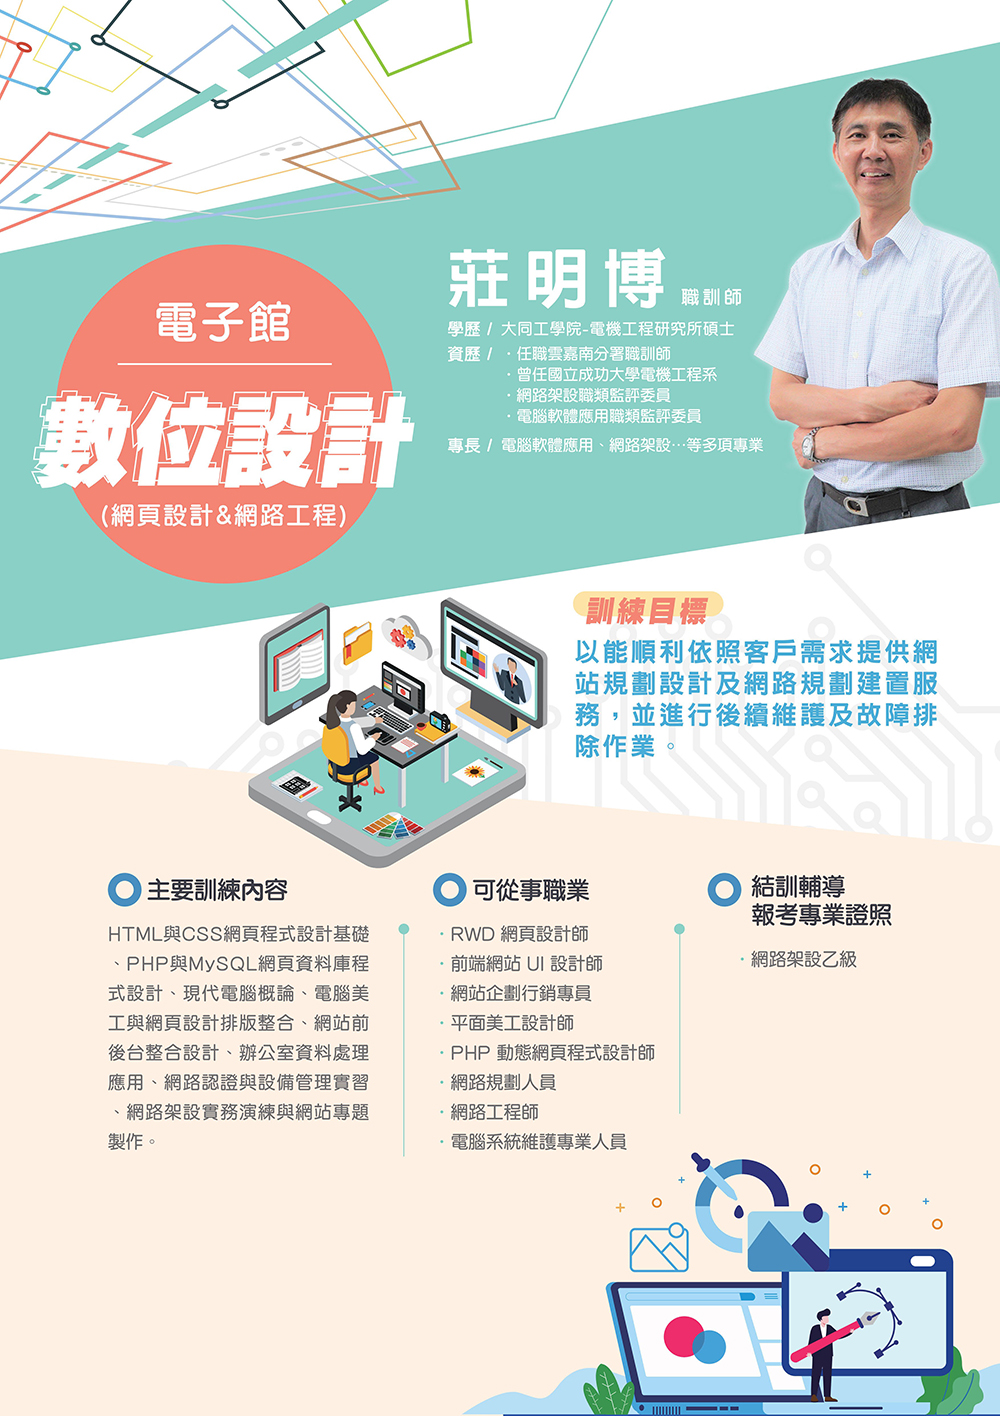 電子館
數位設計
(網頁設計&網路工程)
莊明博 職訓師
學歷 / 大同工學院-電機工程研究所碩士
資歷 / ．任職雲嘉南分署職訓師
．曾任國立成功大學電機工程系
．網路架設職類監評委員
．電腦軟體應用職類監評委員
專長 / 電腦軟體應用、網路架設…等多項專業
訓練目標
以能順利依照客戶需求提供網
站規劃設計及網路規劃建置服
務，並進行後續維護及故障排
除作業。
主要訓練內容
HTML與CSS網頁程式設計基礎
、PHP與MySQL網頁資料庫程
式設計、現代電腦概論、電腦美
工與網頁設計排版整合、網站前
後台整合設計、辦公室資料處理
應用、網路認證與設備管理實習
、網路架設實務演練與網站專題
製作。
可從事職業
．RWD 網頁設計師
．前端網站 UI 設計師
．網站企劃行銷專員
．平面美工設計師
．PHP 動態網頁程式設計師
．網路規劃人員
．網路工程師
．電腦系統維護專業人員
結訓輔導
報考專業證照
．網路架設乙級